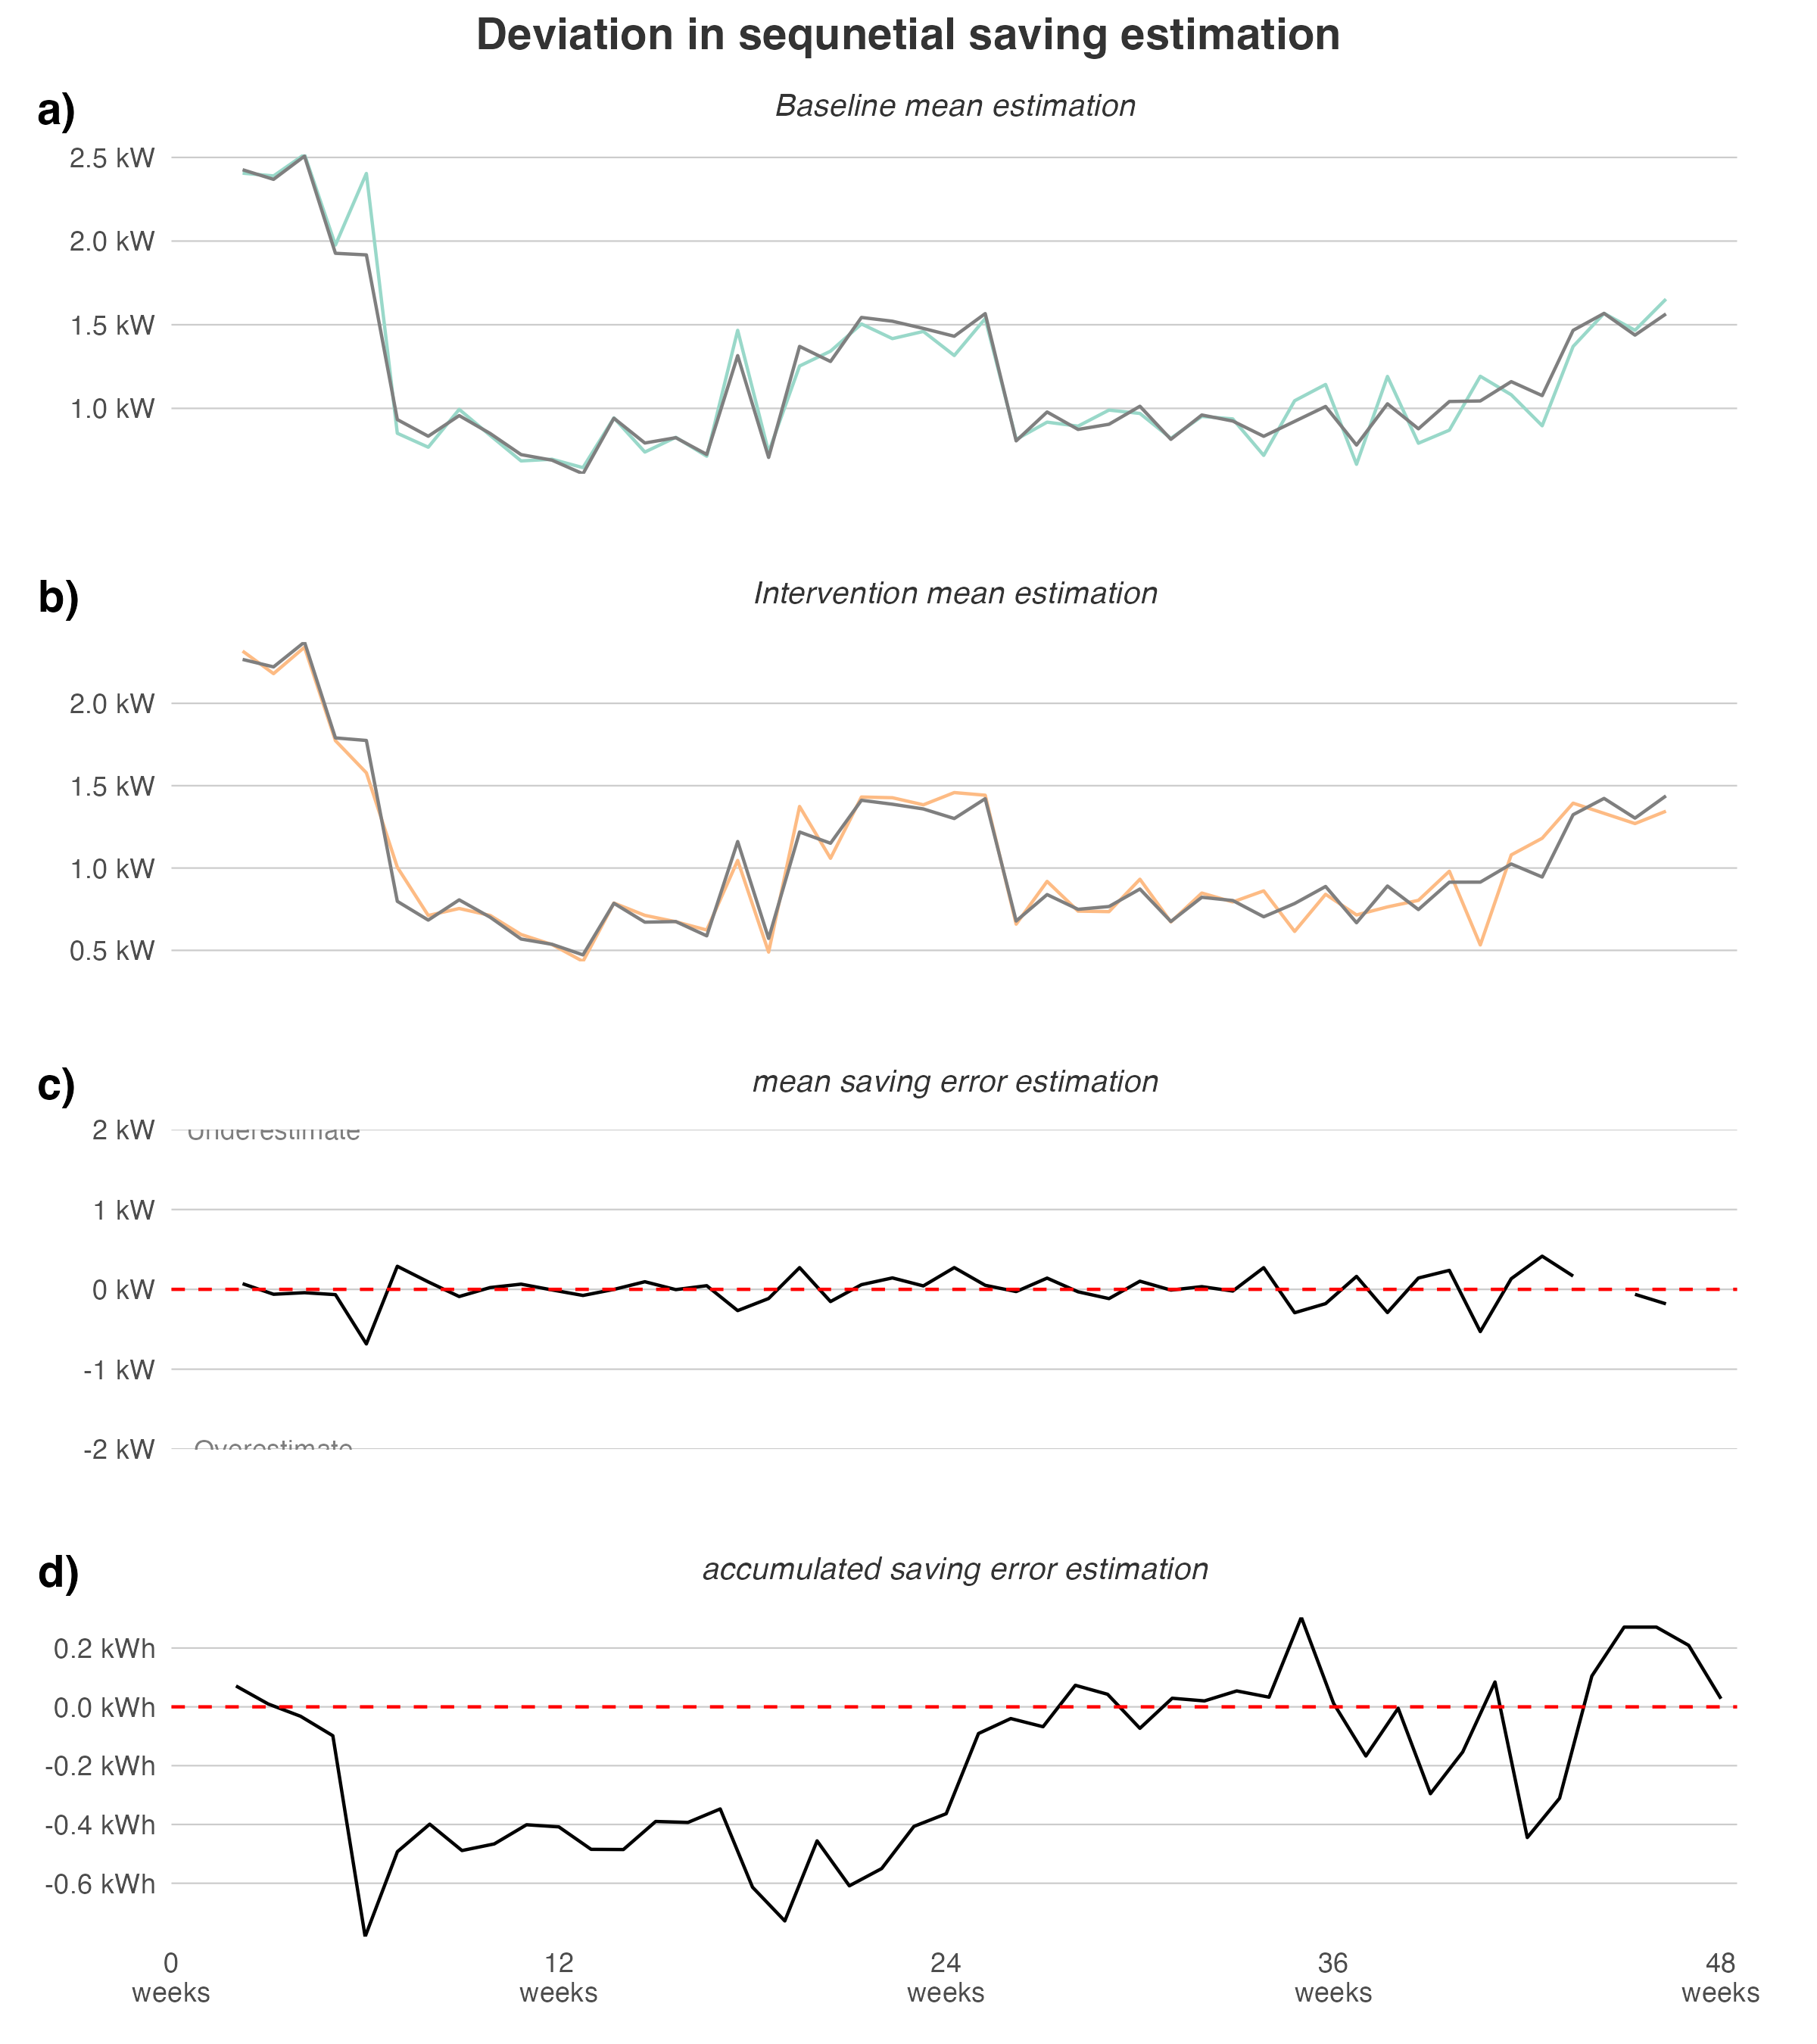 Deviation in sequnetial saving estimation
a)
Baseline mean estimation
2.5 kW
2.0 kW
1.5 kW
1.0 kW
b)
Intervention mean estimation
2.0 kW
1.5 kW
1.0 kW
0.5 kW
c)
mean saving error estimation
2 kW
Underestimate
1 kW
0 kW
-1 kW
-2 kW
Overestimate
d)
accumulated saving error estimation
0.2 kWh
0.0 kWh
-0.2 kWh
-0.4 kWh
-0.6 kWh
0 12 24 36 48
weeks weeks weeks weeks weeks